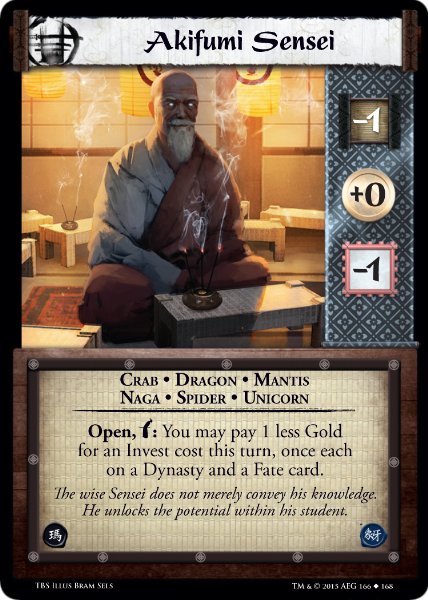 Akifumi Sensei
-1
+0
-1
Crab • Dragon • Mantis
Naga • Spider • Unicorn
Open, : You may pay 1 less Gold
for an Invest cost this turn, once each
on a Dynasty and a Fate card.
The wise Sensei does not merely convey his knowledge.
He unlocks the potential within his student.
TBS Illus Bram Sels
TM & © 2015 AEG 166 ◆ 168